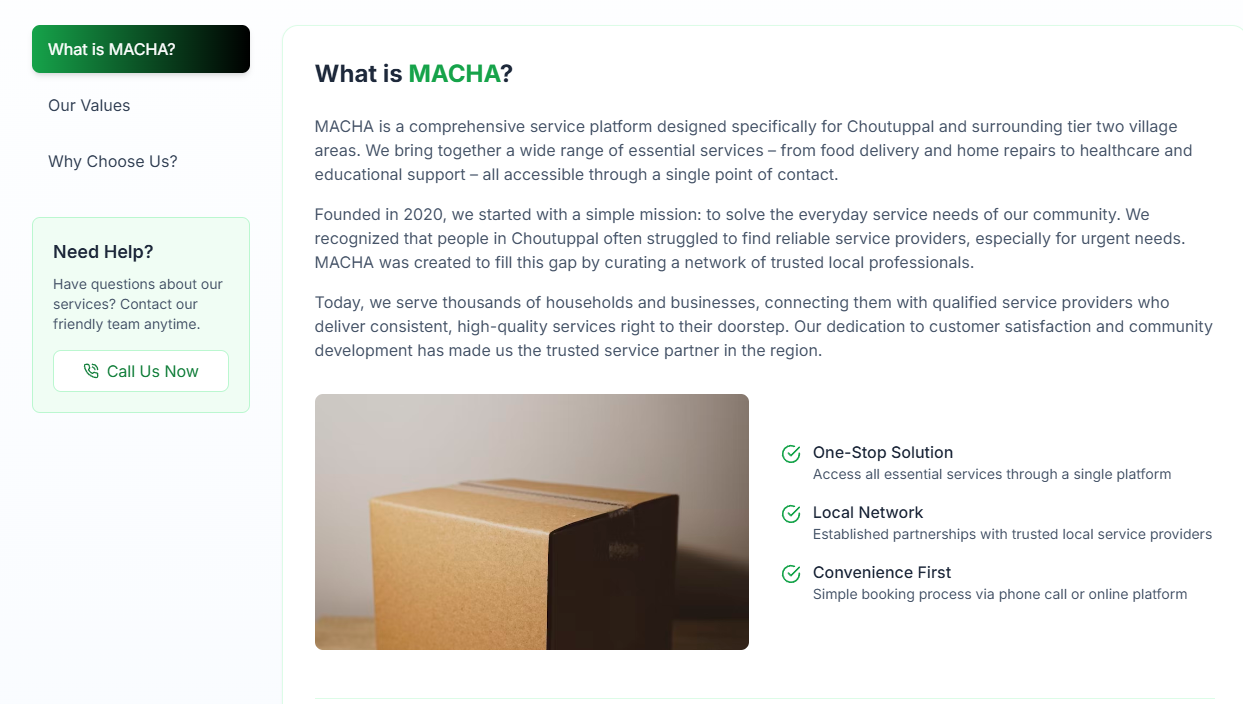 What is MACHA?
Our Values
Why Choose Us?
Need Help?
Have questions about our
services? Contact our
friendly team anytime.
Call Us Now
What is MACHA?
MACHA is a comprehensive service platform designed specifically for Choutuppal and surrounding tier two village
areas. We bring together a wide range of essential services – from food delivery and home repairs to healthcare and
educational support – all accessible through a single point of contact.
Founded in 2020, we started with a simple mission: to solve the everyday service needs of our community. We
recognized that people in Choutuppal often struggled to find reliable service providers, especially for urgent needs.
MACHA was created to fill this gap by curating a network of trusted local professionals.
Today, we serve thousands of households and businesses, connecting them with qualified service providers who
deliver consistent, high-quality services right to their doorstep. Our dedication to customer satisfaction and community
development has made us the trusted service partner in the region.
One-Stop Solution
Access all essential services through a single platform
Local Network
Established partnerships with trusted local service providers
Convenience First
Simple booking process via phone call or online platform